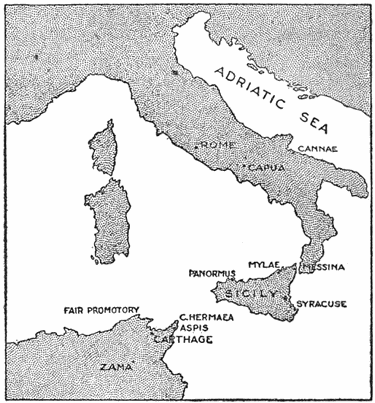 ADRIATIC SEA
ROME
CANNAE
CAPUA
MYLAE
MESSINA
PANORMUS
SICILY
SYRACUSE
FAIR PROMOTORY
C.HERMAEA
ASPIS
CARTHAGE
ZAMA